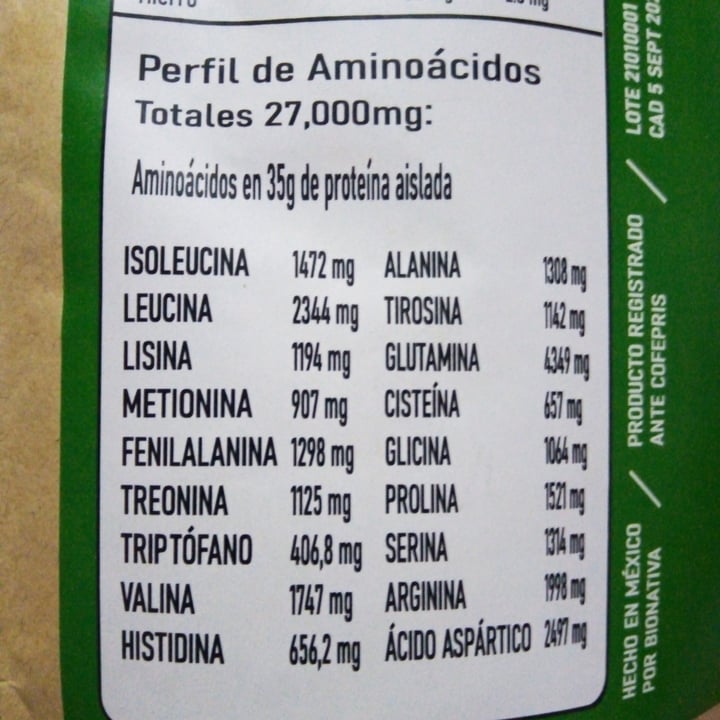 mg
Perfil de Aminoácidos
Totales 27,000mg:
Aminoácidos en 35g de proteína aislada
ISOLEUCINA 1472 mg ALANINA 1308 mg
LEUCINA 2344 mg TIROSINA 1142 mg
LISINA 1194 mg GLUTAMINA 4349 mg
METIONINA 907 mg CISTEÍNA 657 mg
FENILALANINA 1298 mg GLICINA 1064 mg
TREONINA 1125 mg PROLINA 1521 mg
TRIPTÓFANO 406,8 mg SERINA 1314 mg
VALINA 1747 mg ARGININA 1998 mg
HISTIDINA 656,2 mg ÁCIDO ASPÁRTICO 2497 mg
HECHO EN MÉXICO / PRODUCTO REGISTRADO / LOTE 21010001
POR BIONATIVA ANTE COFEPRIS CAD 5 SEPT